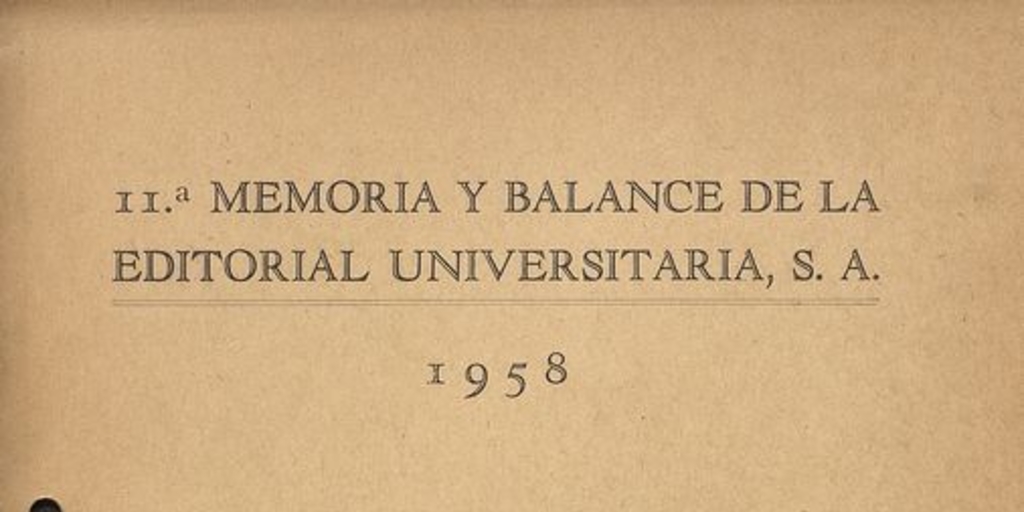 11.ª MEMORIA Y BALANCE DE LA
EDITORIAL UNIVERSITARIA, S. A.
1958